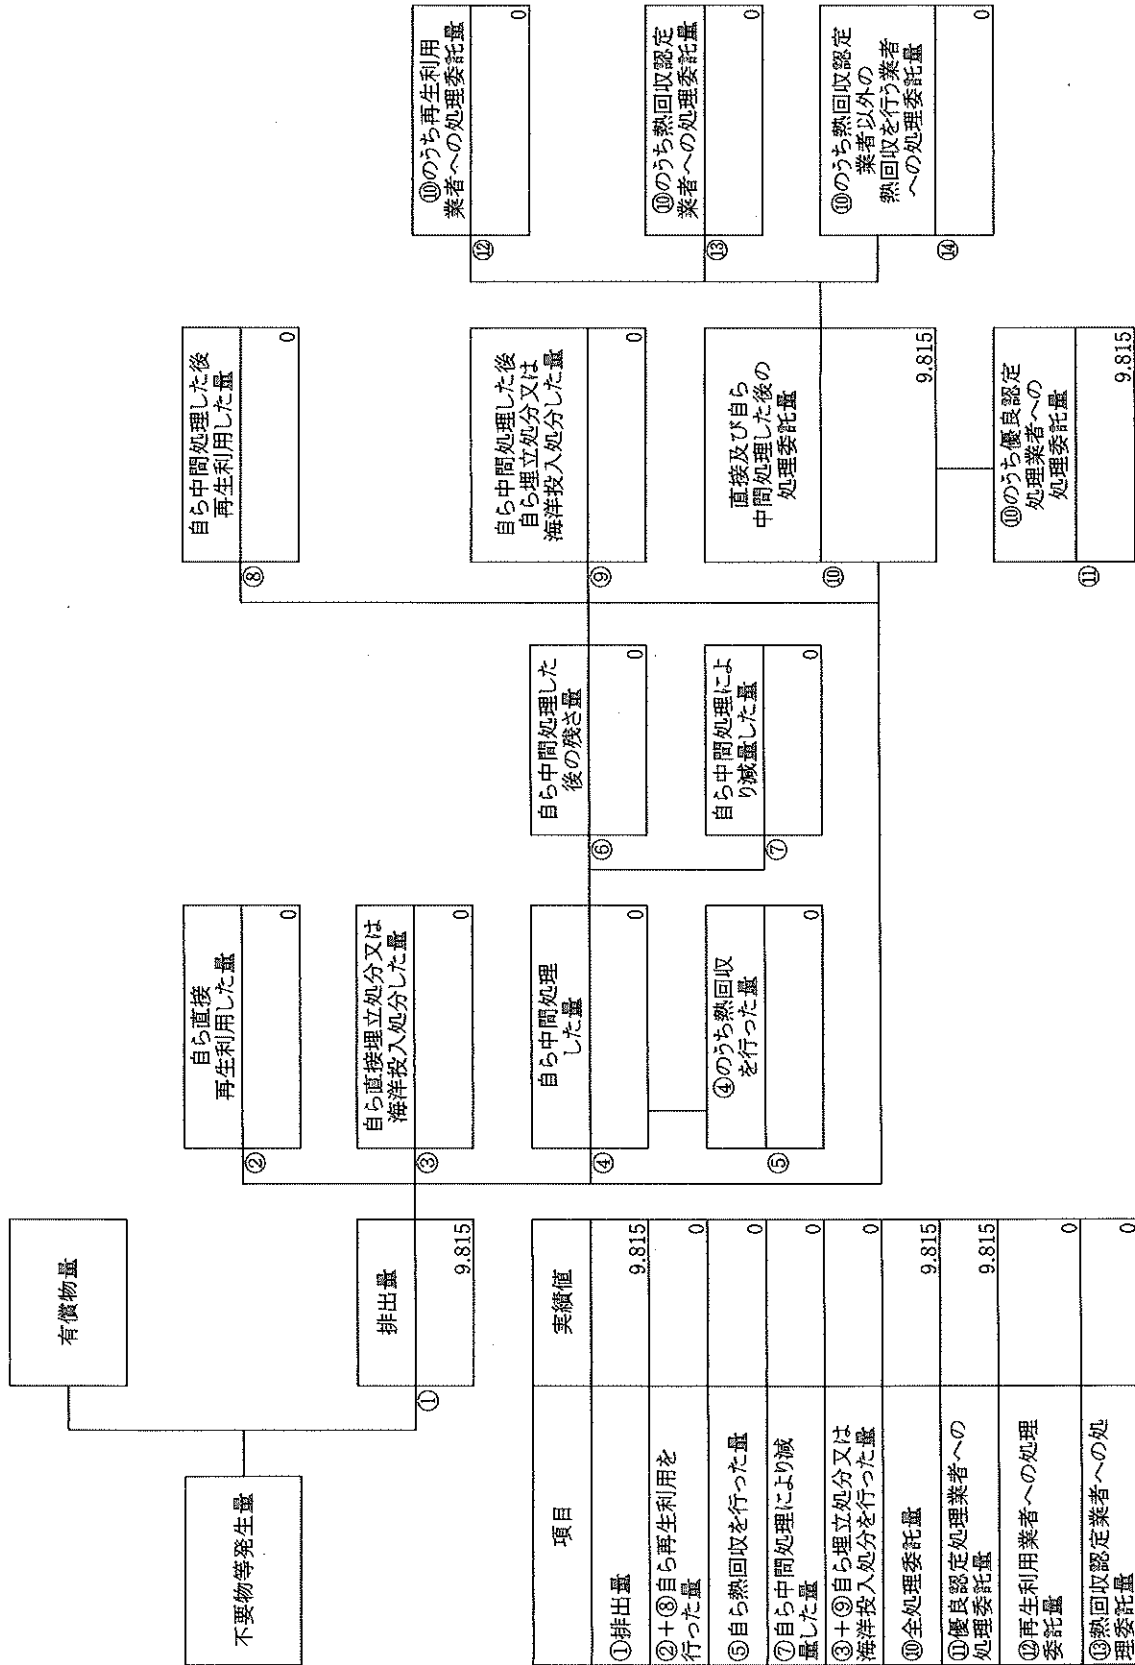 不要物等発生量
有償物量
①
排出量
9.815
②
自ら直接
再生利用した量
0
③
自ら直接埋立処分又は
海洋投入処分した量
0
④
自ら中間処理
した量
0
⑤
④のうち熱回収
を行った量
0
⑥
自ら中間処理した
後の残さ量
0
⑦
自ら中間処理によ
り減量した量
0
⑧
自ら中間処理した後
再生利用した量
0
⑨
自ら中間処理した後
自ら埋立処分又は
海洋投入処分した量
0
⑩
直接及び自ら
中間処理した後の
処理委託量
9.815
⑪
⑩のうち優良認定
処理業者への
処理委託量
9.815
⑫
⑩のうち再生利用
業者への処理委託量
0
⑬
⑩のうち熱回収認定
業者への処理委託量
0
⑭
⑩のうち熱回収認定
業者以外の
熱回収を行う業者
への処理委託量
0
項目 実績値
①排出量 9.815
②+⑧自ら再生利用を
行った量 0
⑤自ら熱回収を行った量 0
⑦自ら中間処理により減
量した量 0
③+⑨自ら埋立処分又は
海洋投入処分を行った量 0
⑩全処理委託量 9.815
⑪優良認定処理業者への
処理委託量 9.815
⑫再生利用業者への処理
委託量 0
⑬熱回収認定業者への処
理委託量 0